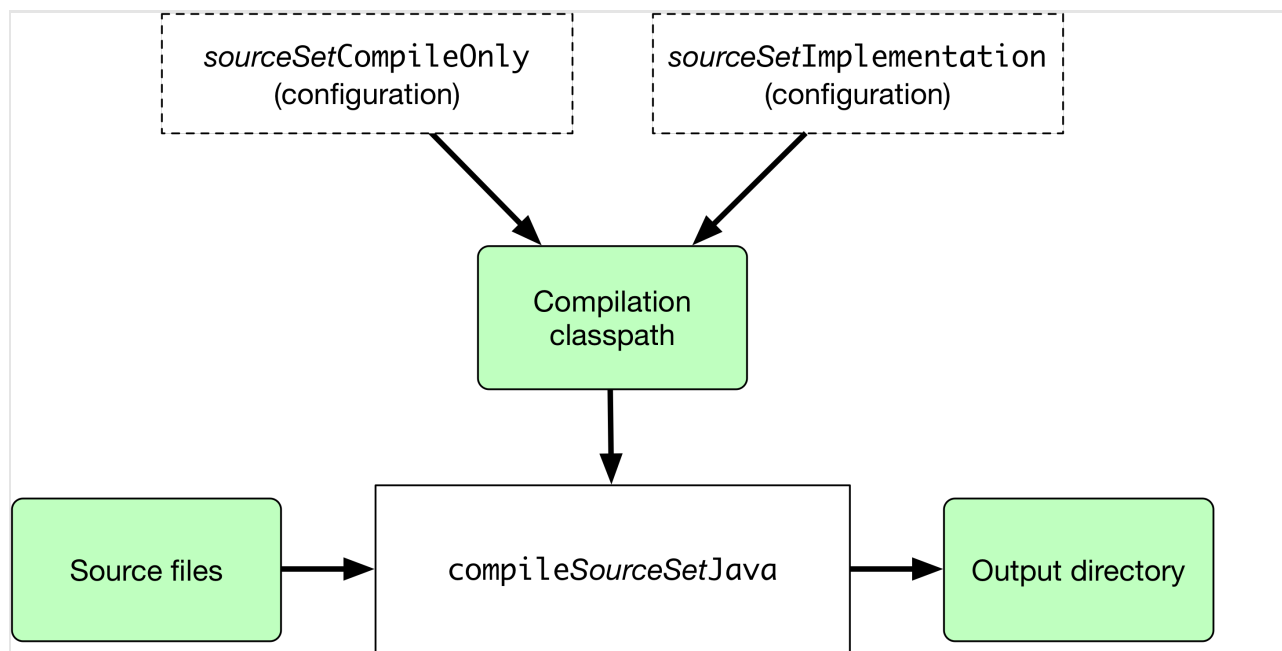 sourceSetCompileOnly
(configuration)
sourceSetImplementation
(configuration)
Compilation
classpath
Source files
compileSourceSetJava
Output directory